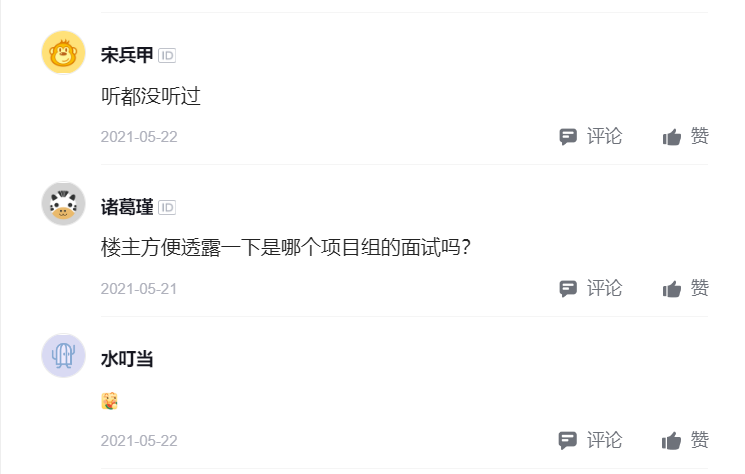 宋兵甲 ID
听都没听过
2021-05-22 评论 赞
诸葛瑾 ID
楼主方便透露一下是哪个项目组的面试吗？
2021-05-21 评论 赞
水叮当
2021-05-22 评论 赞